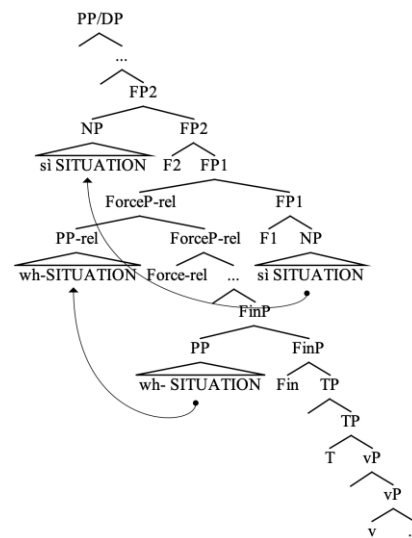 PP/DP
...
FP2
NP FP2
sì SITUATION F2 FP1
ForceP-rel FP1
PP-rel ForceP-rel F1 NP
wh-SITUATION Force-rel ... sì SITUATION
FinP
PP FinP
wh- SITUATION Fin TP
TP
T vP
vP
v .